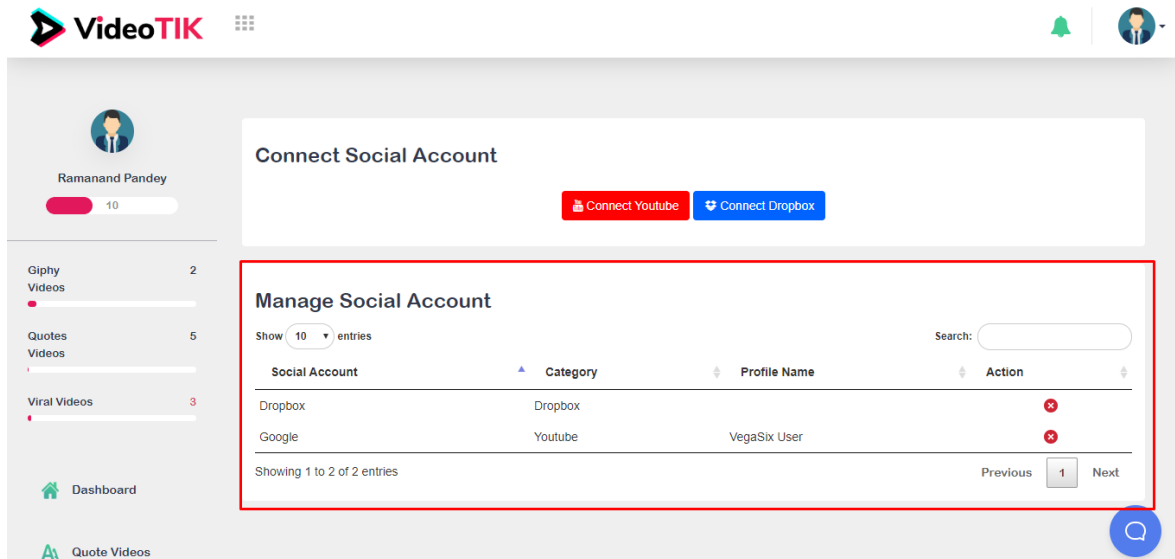 VideoTIK
Ramanand Pandey
10
Giphy Videos 2
Quotes Videos 5
Viral Videos 3
Dashboard
Quote Videos
Connect Social Account
Connect Youtube Connect Dropbox
Manage Social Account
Show 10 entries Search:
Social Account Category Profile Name Action
Dropbox Dropbox
Google Youtube VegaSix User
Showing 1 to 2 of 2 entries Previous 1 Next